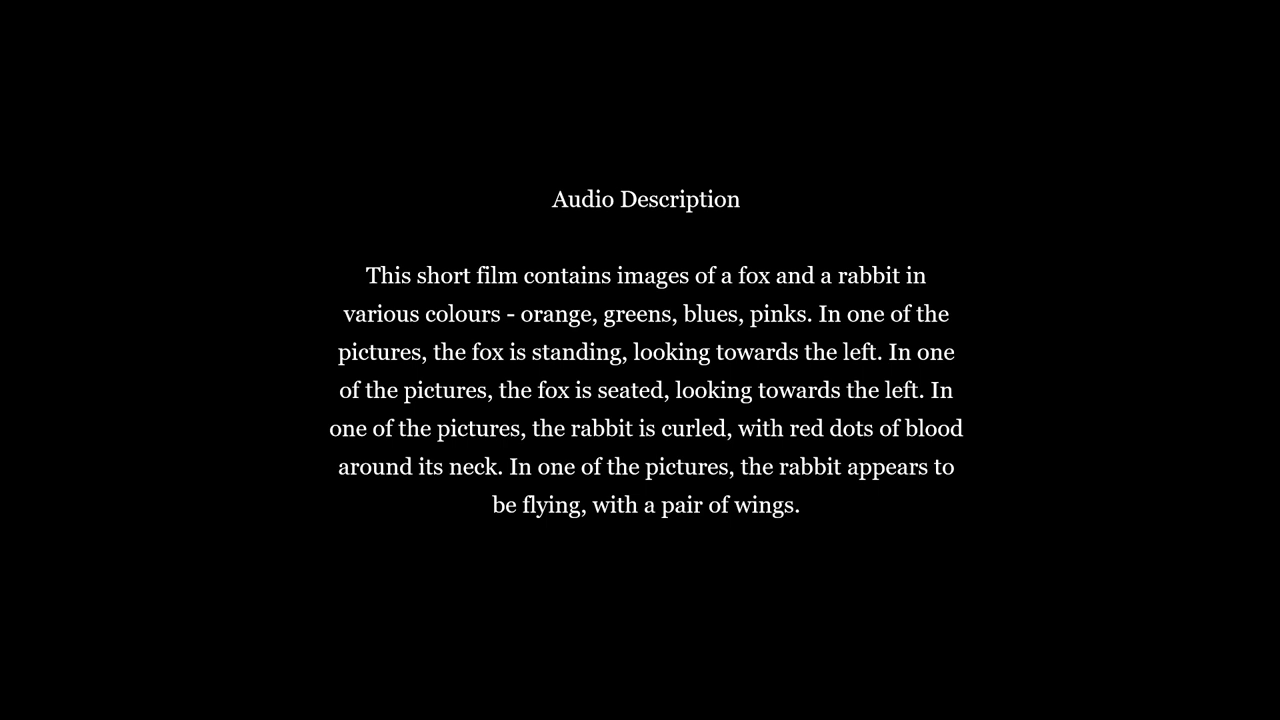 Audio Description
This short film contains images of a fox and a rabbit in
various colours - orange, greens, blues, pinks. In one of the
pictures, the fox is standing, looking towards the left. In one
of the pictures, the fox is seated, looking towards the left. In
one of the pictures, the rabbit is curled, with red dots of blood
around its neck. In one of the pictures, the rabbit appears to
be flying, with a pair of wings.